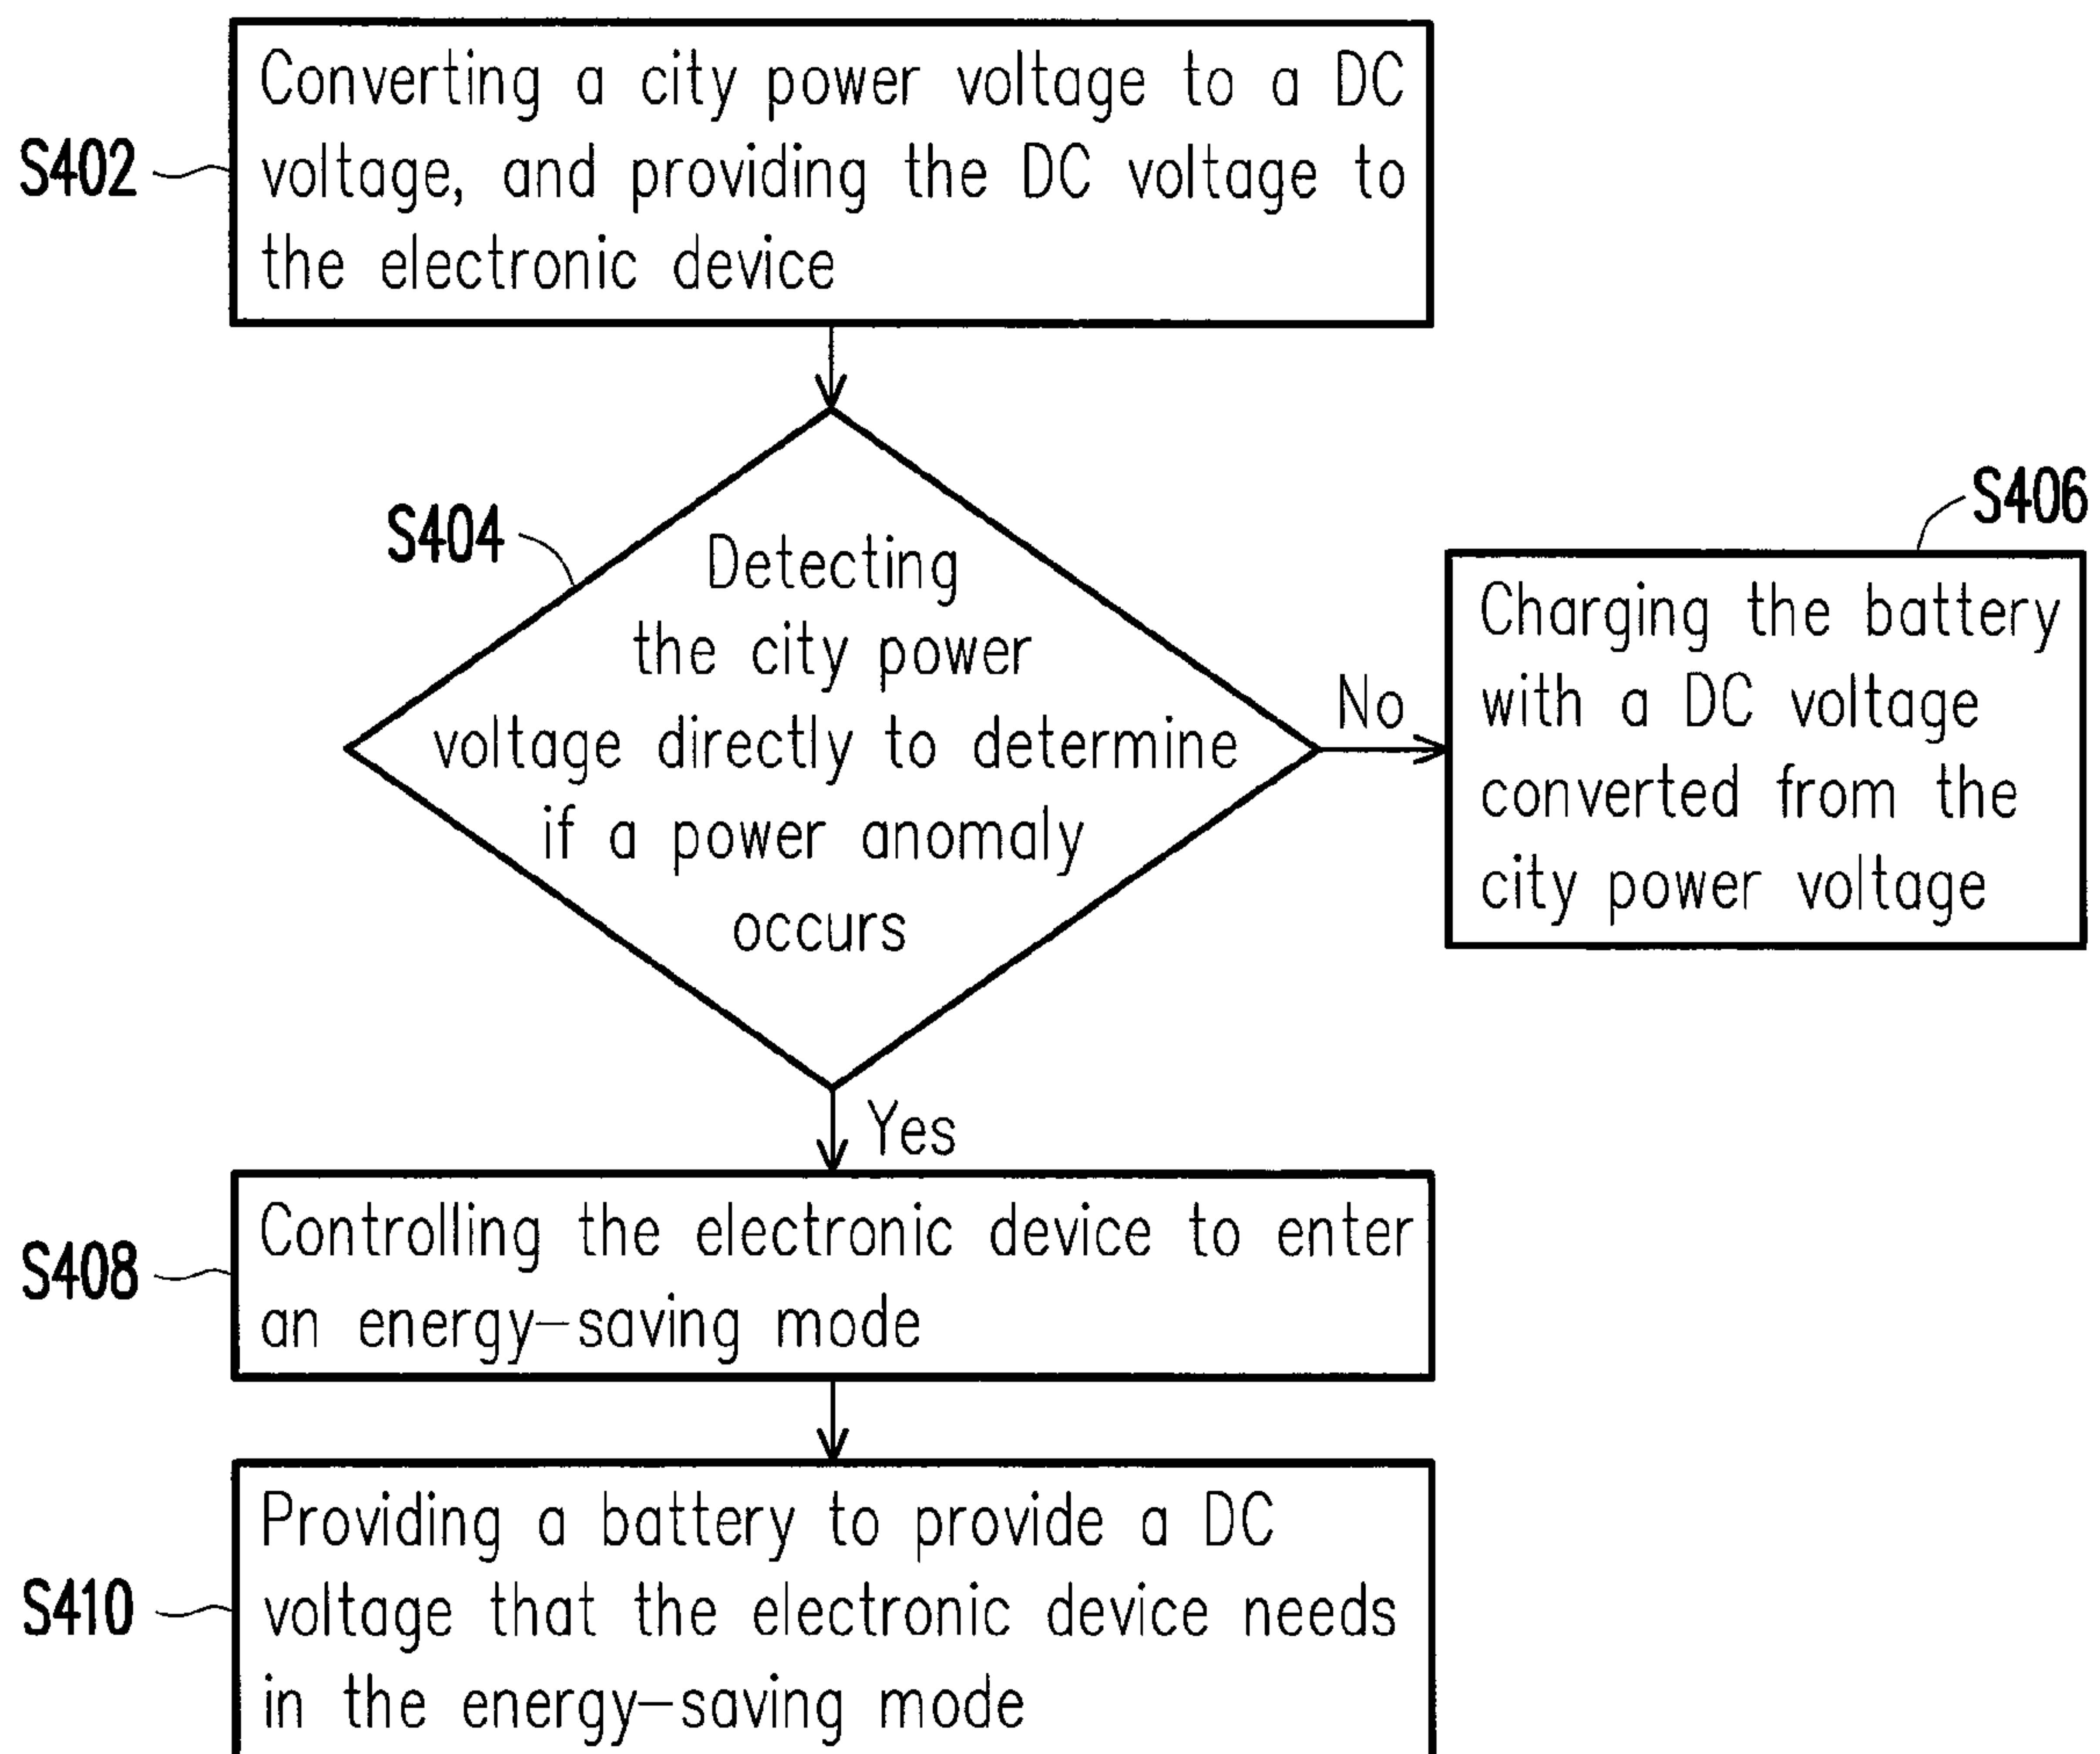 Converting a city power voltage to a DC
voltage, and providing the DC voltage to
the electronic device
S402
S404
Detecting
the city power
voltage directly to determine
if a power anomaly
occurs
No
S406
Charging the battery
with a DC voltage
converted from the
city power voltage
Yes
S408
Controlling the electronic device to enter
an energy-saving mode
S410
Providing a battery to provide a DC
voltage that the electronic device needs
in the energy-saving mode